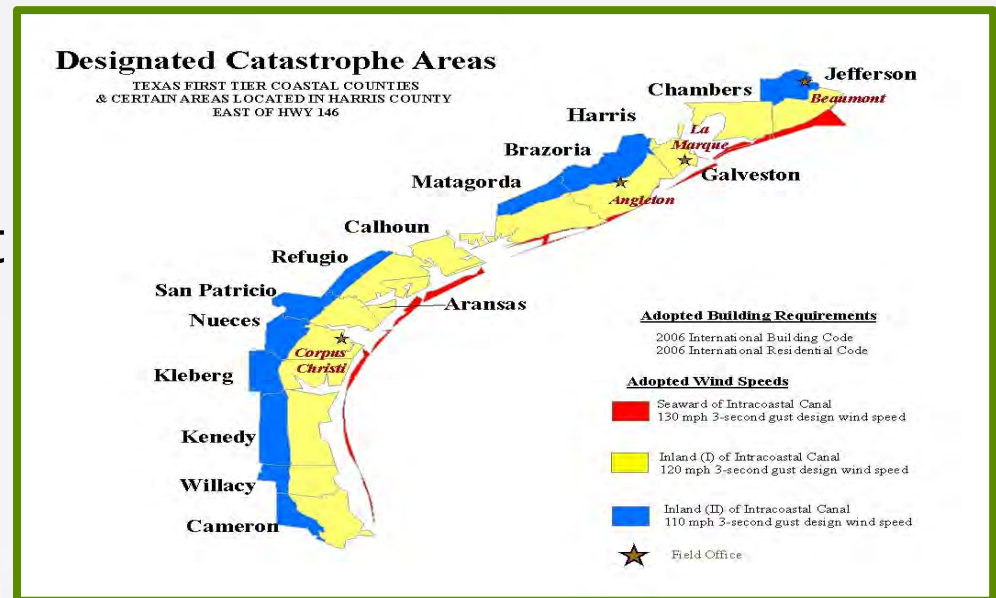 Designated Catastrophe Areas
TEXAS FIRST TIER COASTAL COUNTIES
& CERTAIN AREAS LOCATED IN HARRIS COUNTY
EAST OF HWY 146
Jefferson
Chambers
Beaumont
Harris
La
Marque
Brazoria
Galveston
Matagorda
Angleton
Calhoun
Refugio
San Patricio
Aransas
Nueces
Corpus
Christi
Kleberg
Kenedy
Willacy
Cameron
Adopted Building Requirements
2006 International Building Code
2006 International Residential Code
Adopted Wind Speeds
Seaward of Intracoastal Canal
130 mph 3-second gust design wind speed
Inland (I) of Intracoastal Canal
120 mph 3-second gust design wind speed
Inland (II) of Intracoastal Canal
110 mph 3-second gust design wind speed
Field Office
t